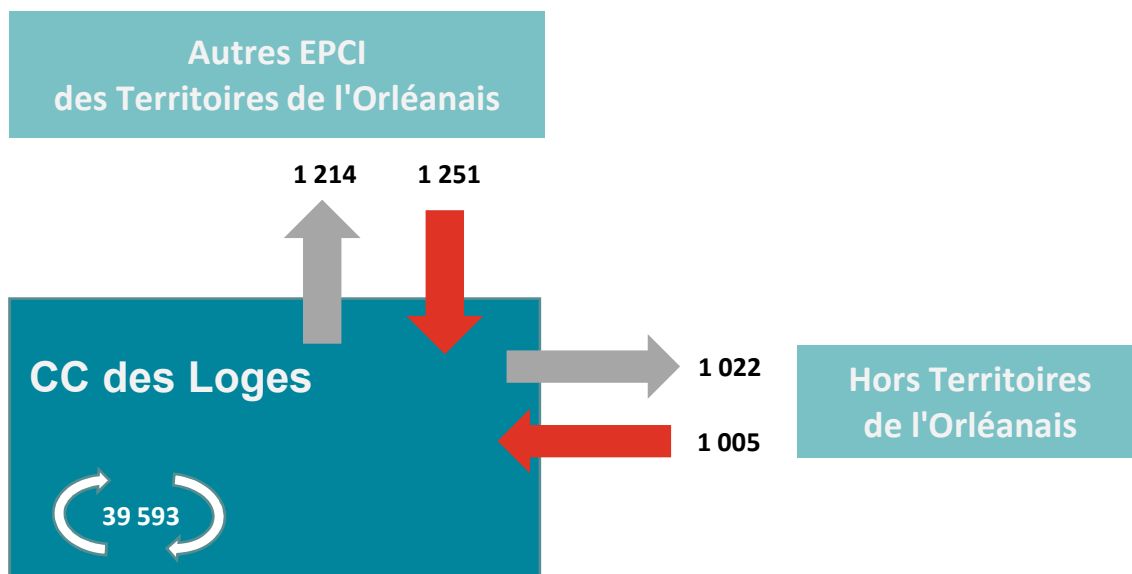 Autres EPCI
des Territoires de l'Orléanais
1 214
1 251
CC des Loges
1 022
Hors Territoires
de l'Orléanais
1 005
39 593